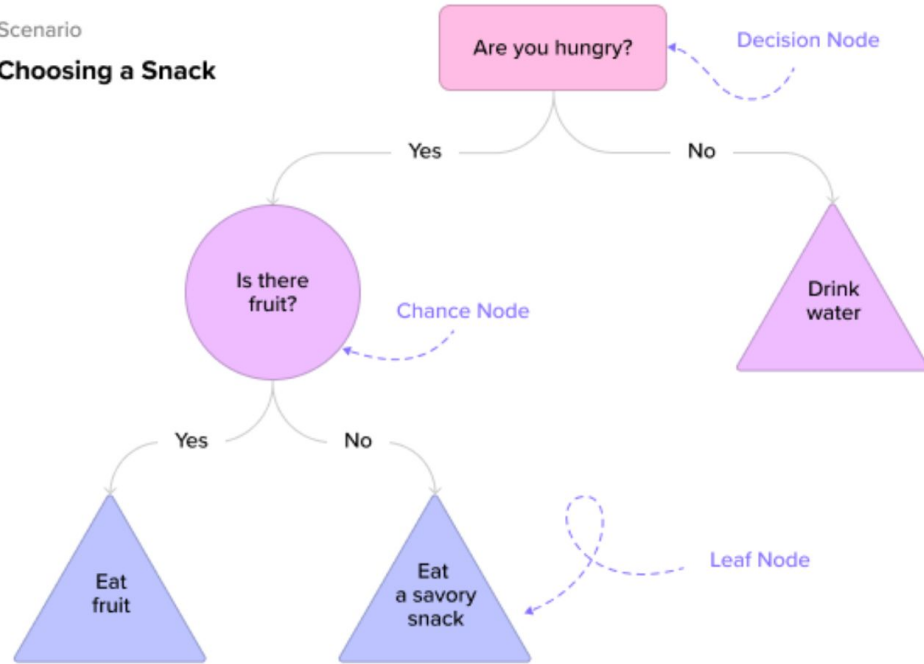 Scenario
Choosing a Snack
Are you hungry?
Decision Node
Yes
No
Is there
fruit?
Chance Node
Drink
water
Yes
No
Eat
fruit
Eat
a savory
snack
Leaf Node